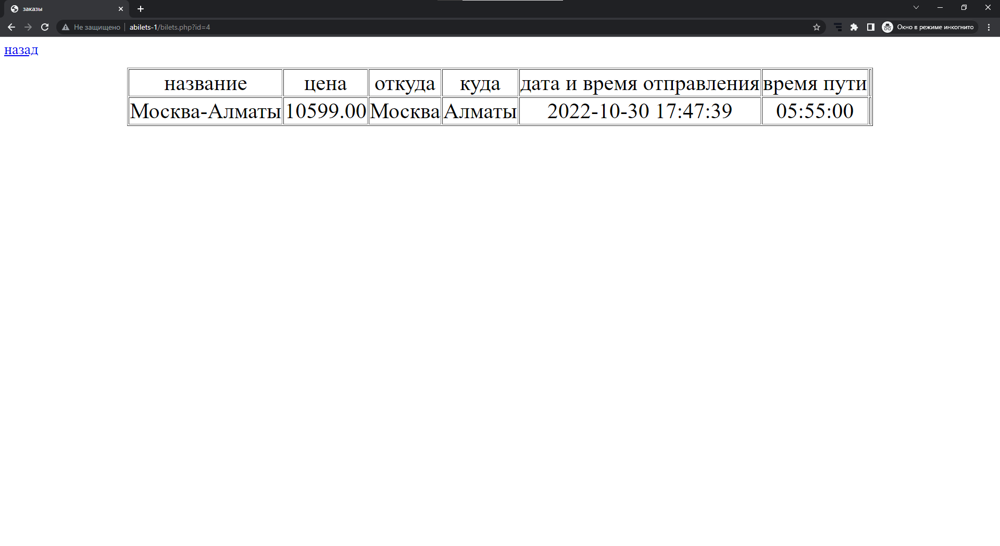 заказы
Не защищено abilets-1/bilets.php?id=4 Окно в режиме инкогнито
назад
название цена откуда куда дата и время отправления время пути
Москва-Алматы 10599.00 Москва Алматы 2022-10-30 17:47:39 05:55:00